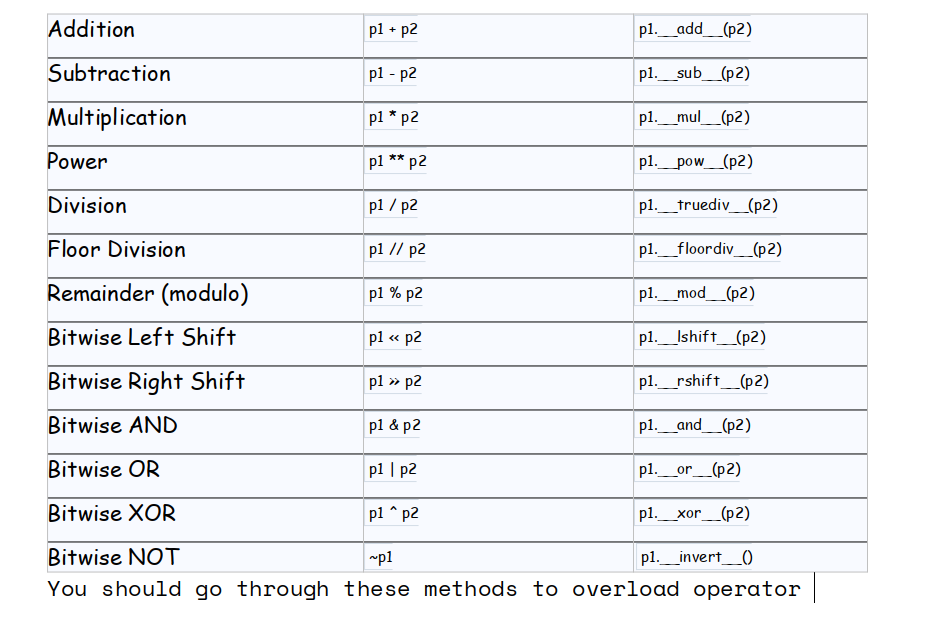 Addition p1 + p2 p1.__add__(p2)
Subtraction p1 - p2 p1.__sub__(p2)
Multiplication p1 * p2 p1.__mul__(p2)
Power p1 ** p2 p1.__pow__(p2)
Division p1 / p2 p1.__truediv__(p2)
Floor Division p1 // p2 p1.__floordiv__(p2)
Remainder (modulo) p1 % p2 p1.__mod__(p2)
Bitwise Left Shift p1 << p2 p1.__lshift__(p2)
Bitwise Right Shift p1 >> p2 p1.__rshift__(p2)
Bitwise AND p1 & p2 p1.__and__(p2)
Bitwise OR p1 | p2 p1.__or__(p2)
Bitwise XOR p1 ^ p2 p1.__xor__(p2)
Bitwise NOT ~p1 p1.__invert__()
You should go through these methods to overload operator